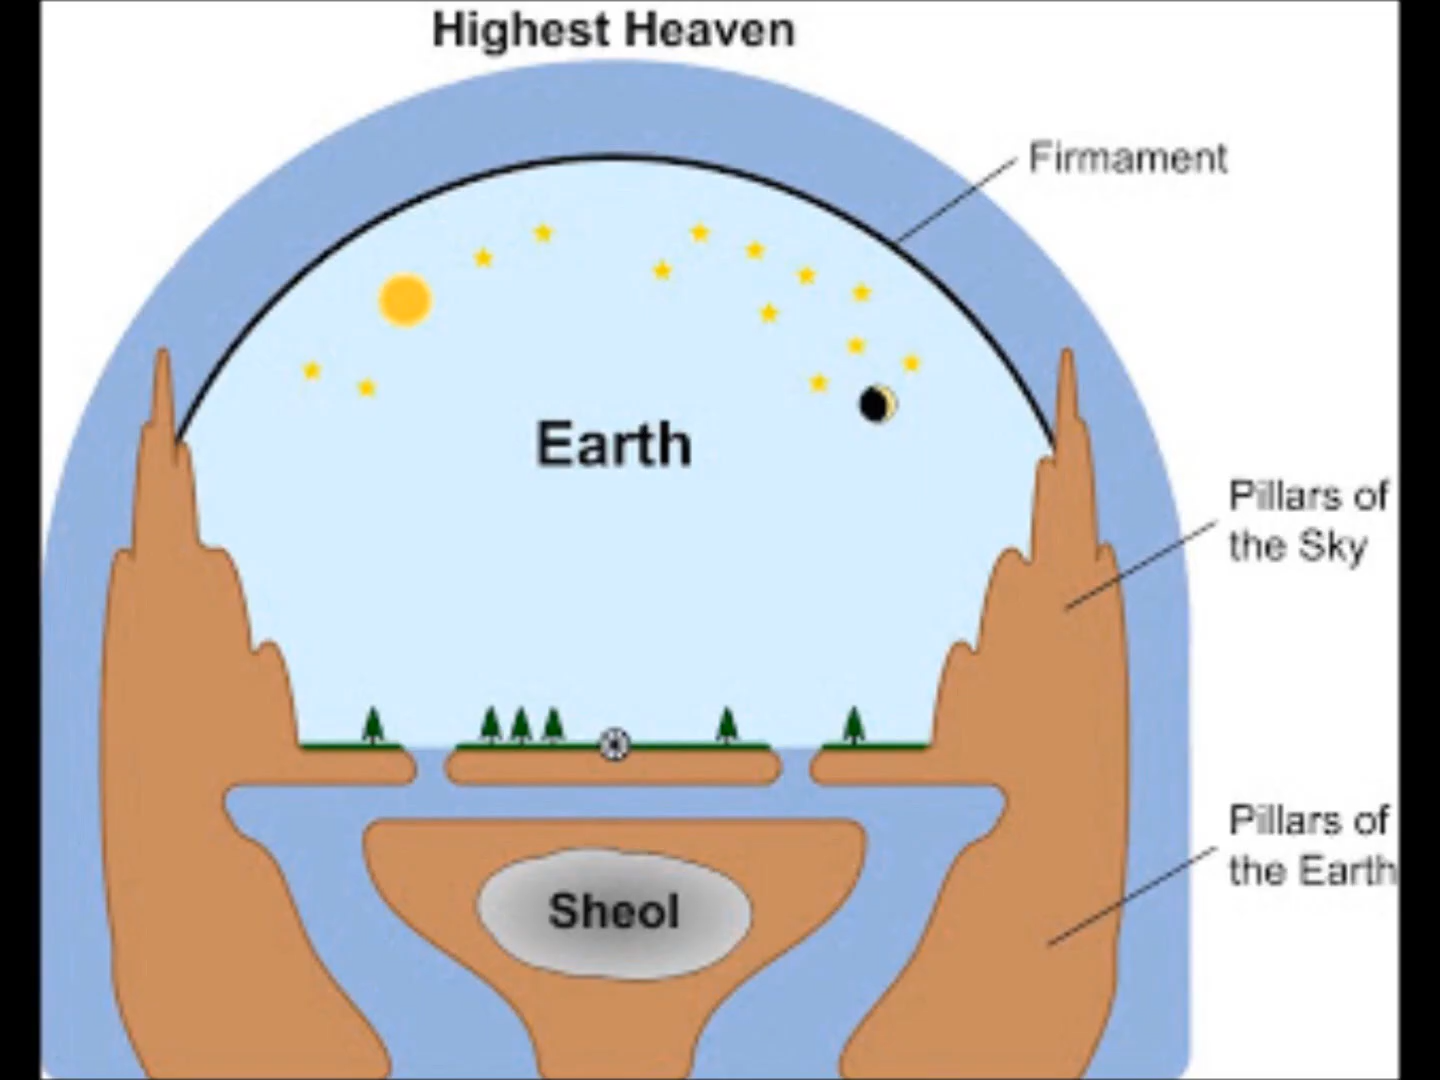 Highest Heaven
Firmament
Earth
Pillars of
the Sky
Pillars of
the Earth
Sheol